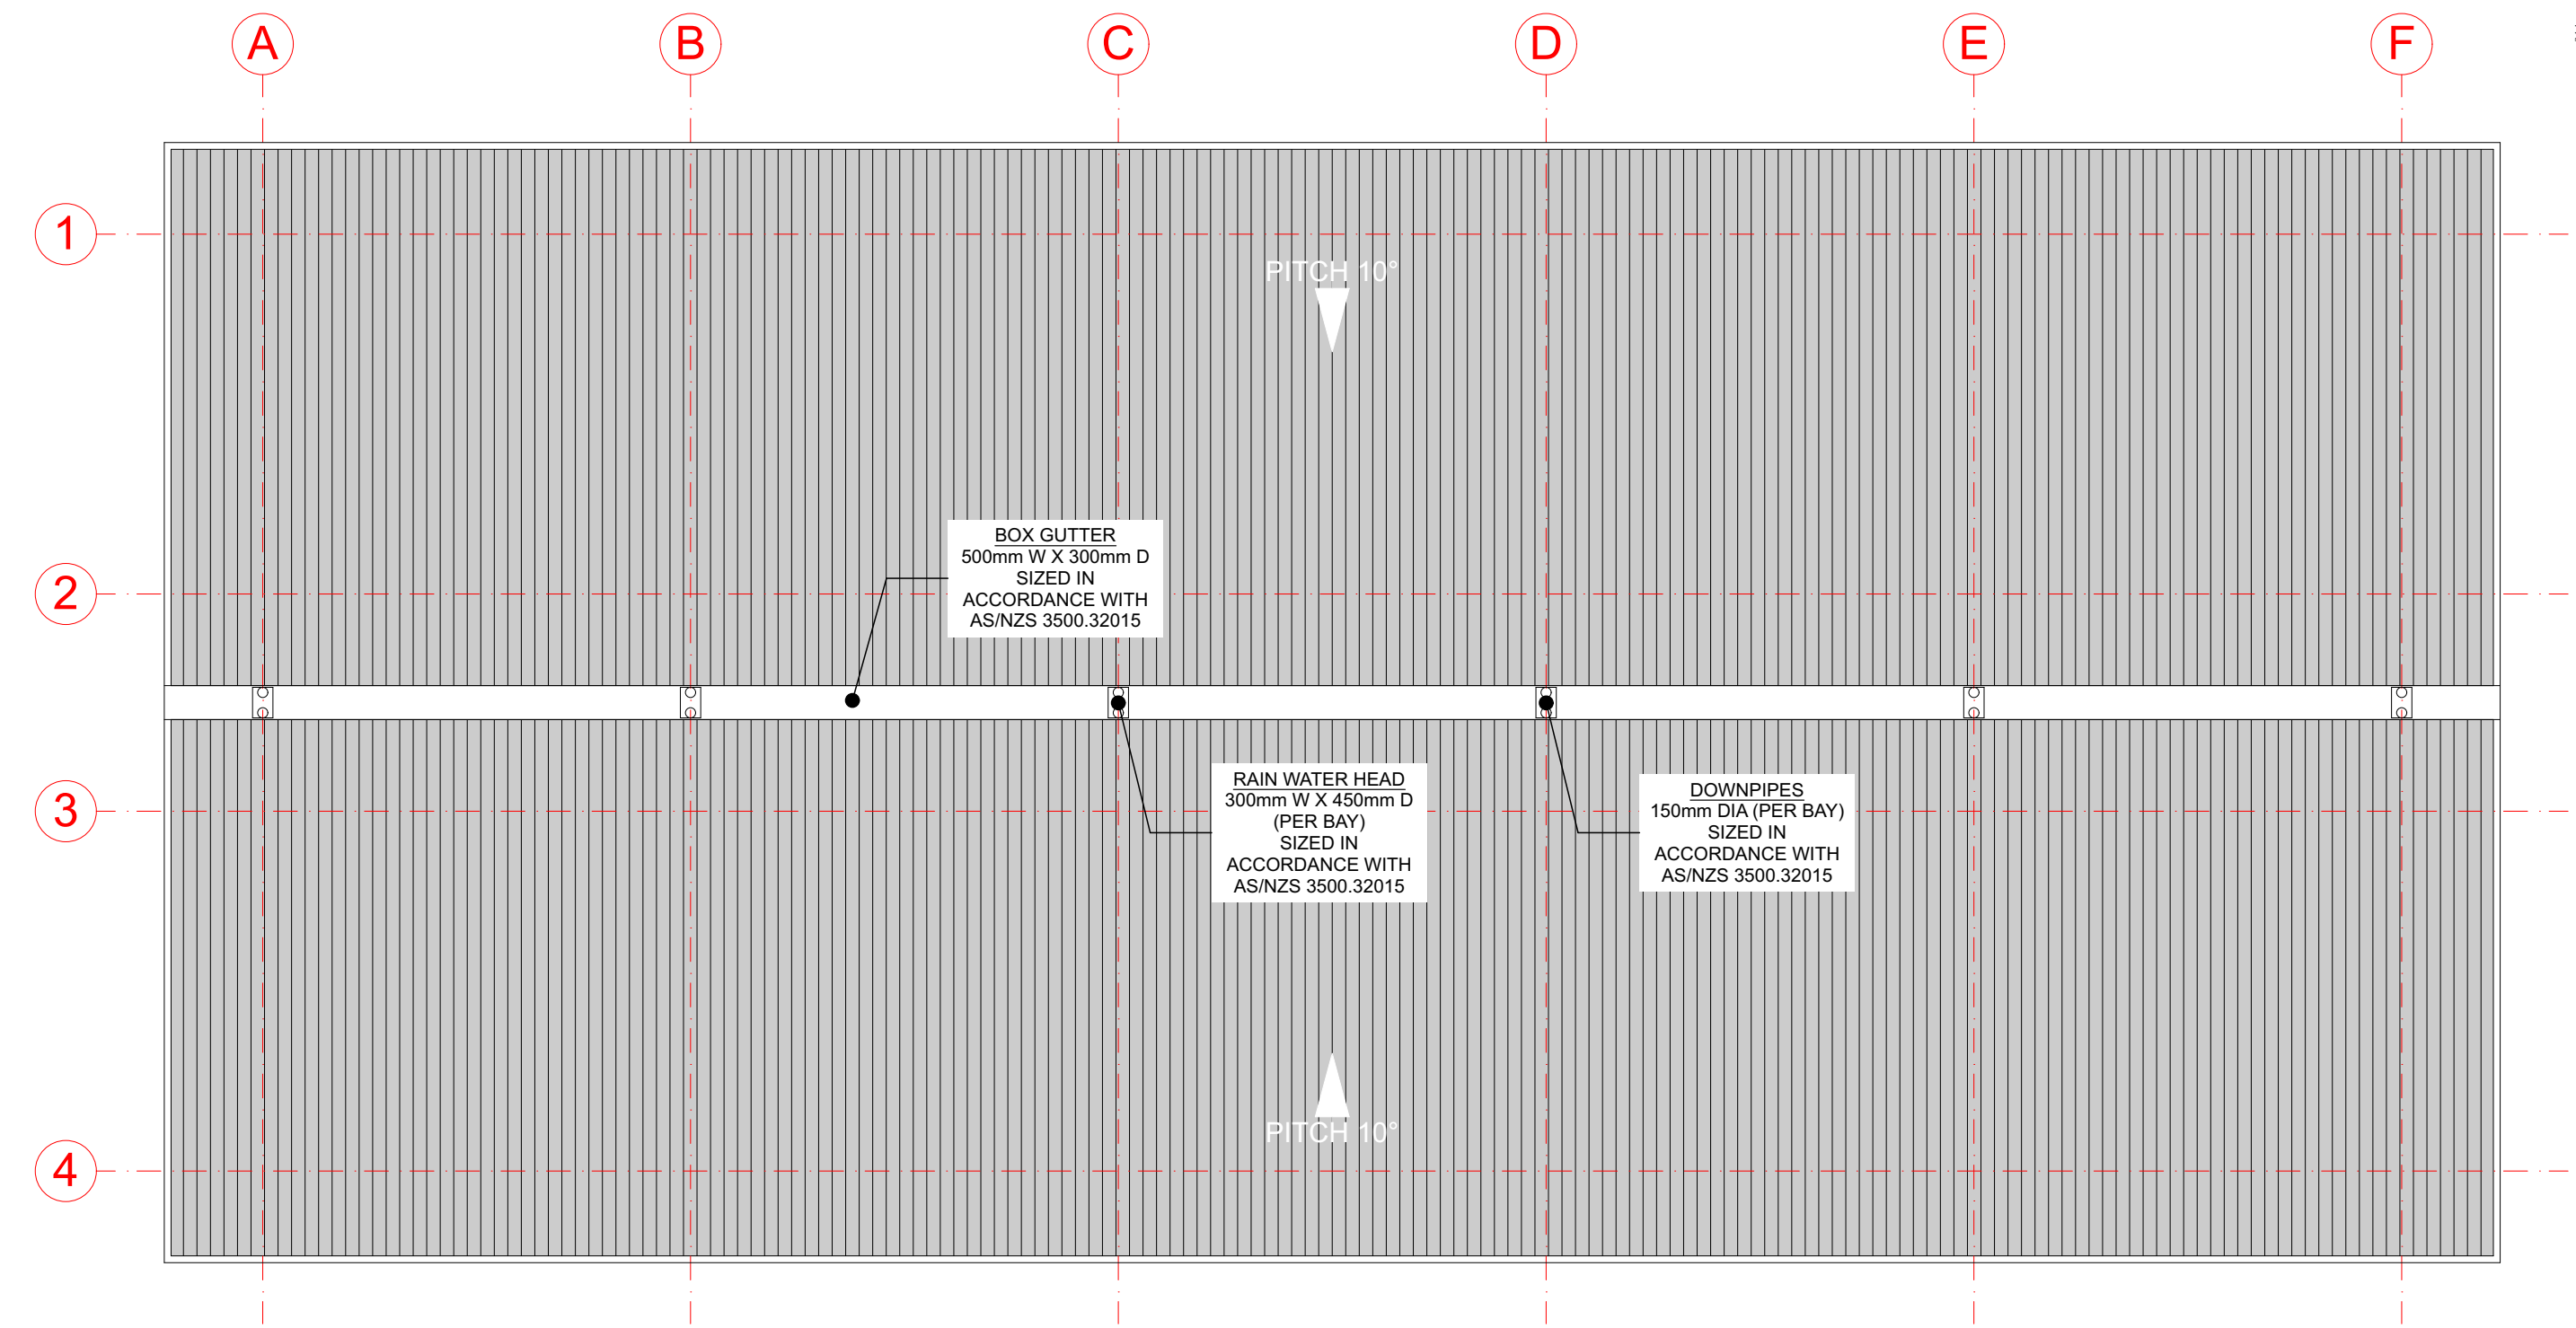 A
B
C
D
E
F
1
PITCH 10°
BOX GUTTER
500mm W X 300mm D
SIZED IN
ACCORDANCE WITH
AS/NZS 3500.32015
2
RAIN WATER HEAD
300mm W X 450mm D
(PER BAY)
SIZED IN
ACCORDANCE WITH
AS/NZS 3500.32015
DOWNPIPES
150mm DIA (PER BAY)
SIZED IN
ACCORDANCE WITH
AS/NZS 3500.32015
3
PITCH 10°
4